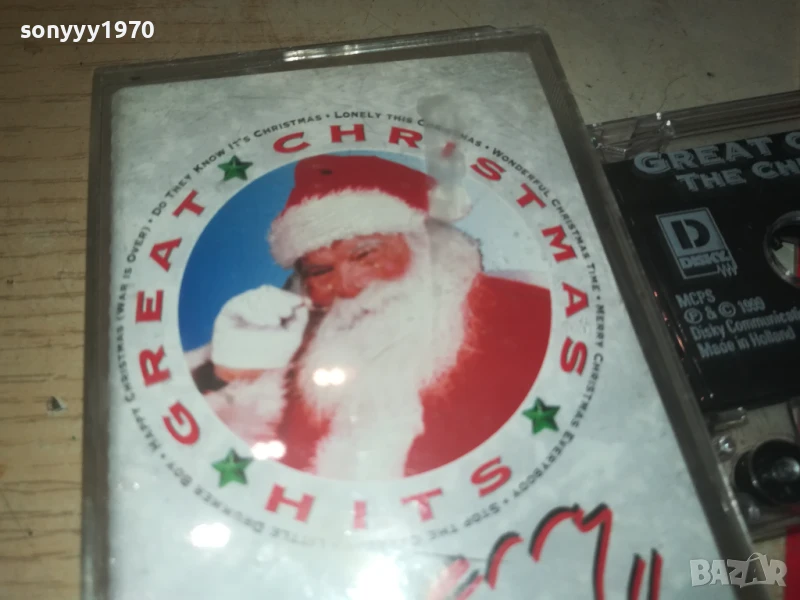 sonyyy1970
GREAT CHRISTMAS HITS
DO THEY KNOW IT'S CHRISTMAS • LONELY THIS CHRISTMAS • WONDERFUL CHRISTMAS TIME • MERRY CHRISTMAS EVERYBODY • STOP THE
LITTLE DRUMMER BOY • HAPPY CHRISTMAS (WAR IS OVER) •
GREAT
THE
D
DISKY
MCPS
℗ & © 1999
Disky Communicati
Made in Holland
BAZAR